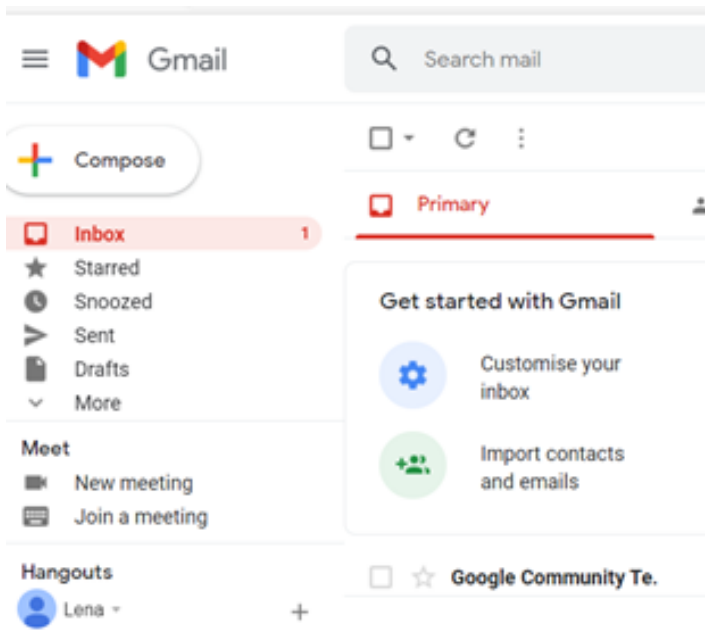 Gmail
Search mail
Compose
Primary
Inbox 1
Starred
Snoozed
Sent
Drafts
More
Get started with Gmail
Customise your
inbox
Import contacts
and emails
Meet
New meeting
Join a meeting
Hangouts
Lena
Google Community Te.